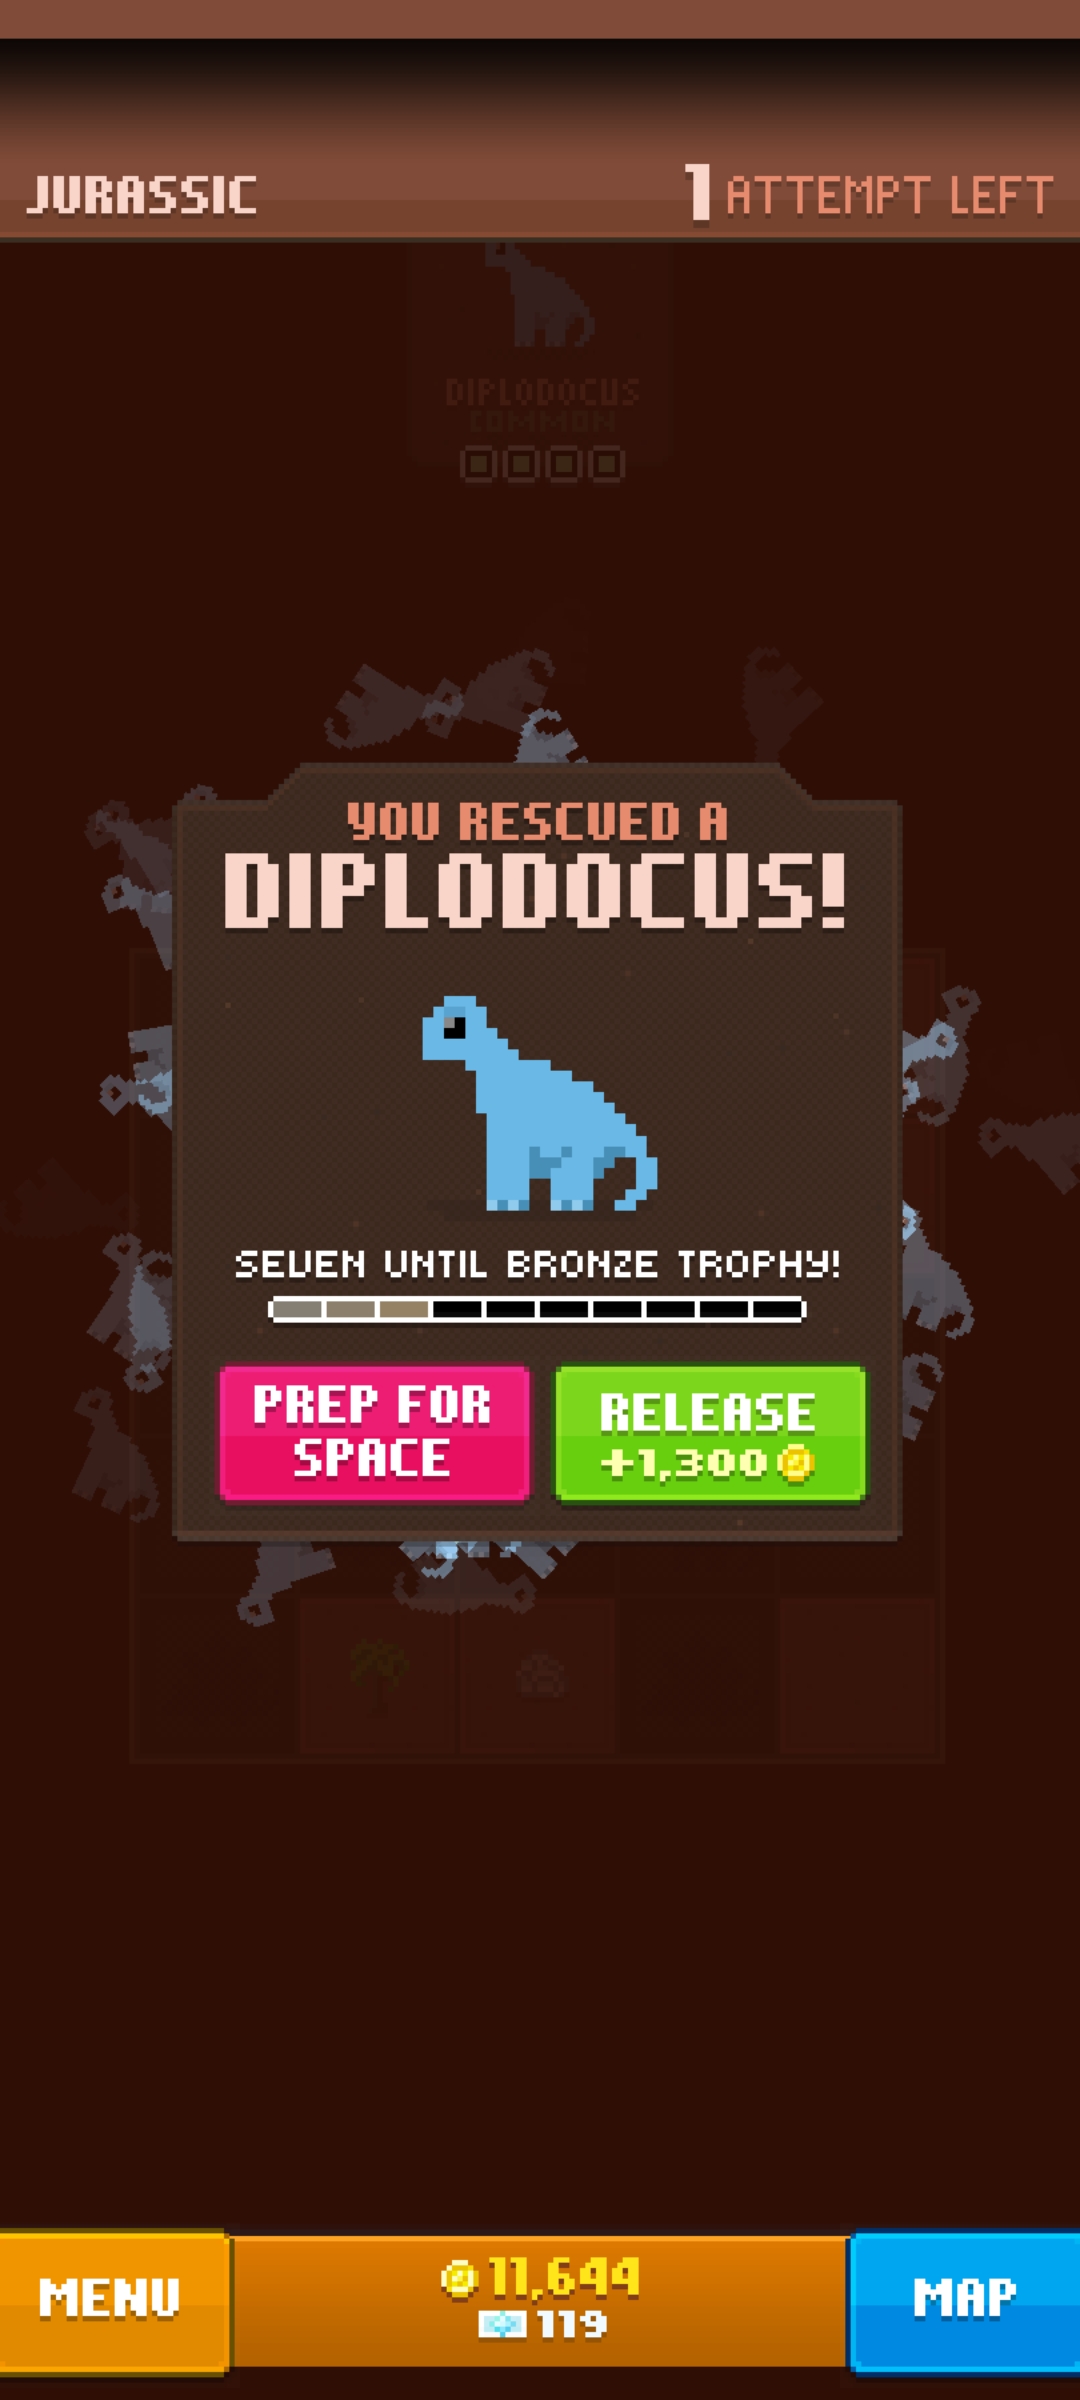 JURASSIC
1 ATTEMPT LEFT
DIPLODOCUS
COMMON
YOU RESCUED A
DIPLODOCUS!
SEVEN UNTIL BRONZE TROPHY!
PREP FOR
SPACE
RELEASE
+1,300
MENU
11,644
119
MAP